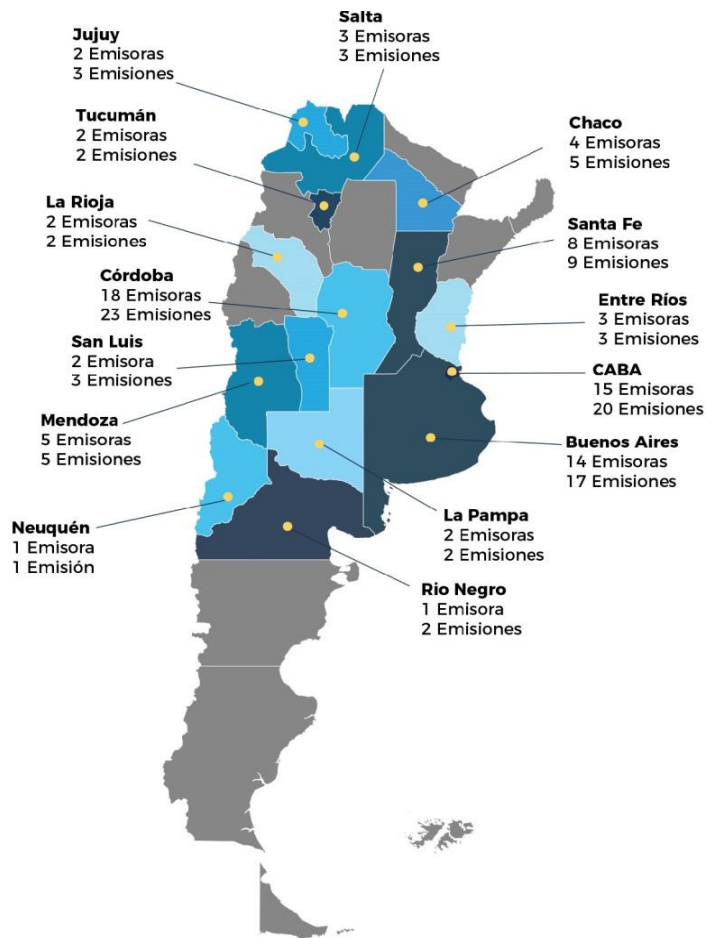 Salta
3 Emisoras
3 Emisiones
Jujuy
2 Emisoras
3 Emisiones
Tucumán
2 Emisoras
2 Emisiones
Chaco
4 Emisoras
5 Emisiones
La Rioja
2 Emisoras
2 Emisiones
Santa Fe
8 Emisoras
9 Emisiones
Córdoba
18 Emisoras
23 Emisiones
Entre Ríos
3 Emisoras
3 Emisiones
San Luis
2 Emisora
3 Emisiones
CABA
15 Emisoras
20 Emisiones
Mendoza
5 Emisoras
5 Emisiones
Buenos Aires
14 Emisoras
17 Emisiones
La Pampa
2 Emisoras
2 Emisiones
Neuquén
1 Emisora
1 Emisión
Rio Negro
1 Emisora
2 Emisiones